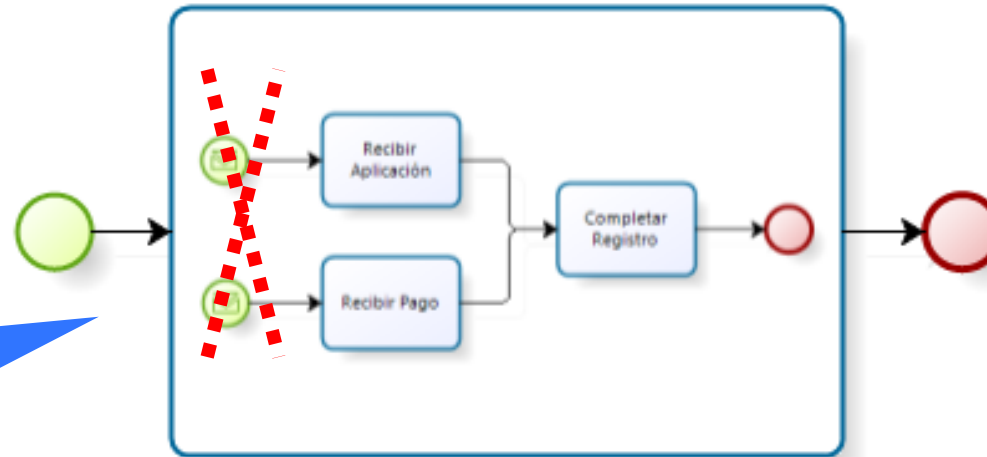 Recibir
Aplicación
Completar
Registro
Recibir Pago